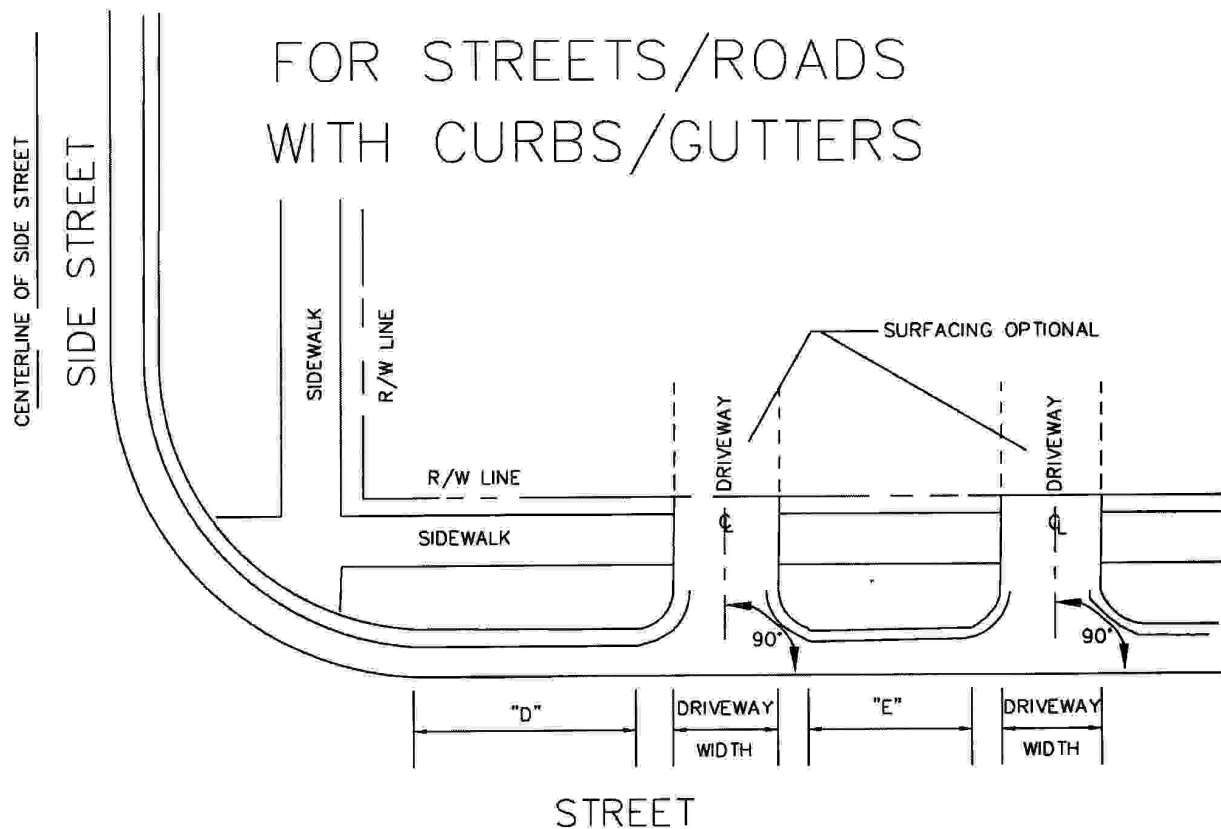 FOR STREETS/ROADS
WITH CURBS/GUTTERS
CENTERLINE OF SIDE STREET
SIDE STREET
SIDEWALK
R/W LINE
SURFACING OPTIONAL
DRIVEWAY
DRIVEWAY
R/W LINE
SIDEWALK
℄
℄
90°
90°
"D"
DRIVEWAY
WIDTH
"E"
DRIVEWAY
WIDTH
STREET